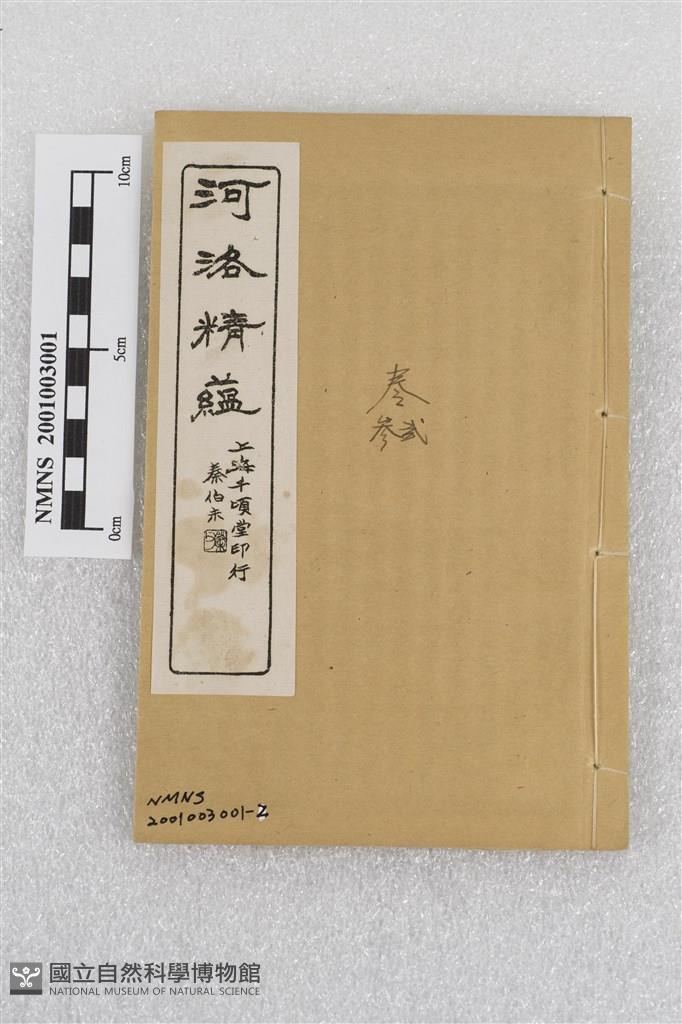 河洛精蘊
上海千頃堂印行
秦伯未
卷
參 貳
NMNS 2001003001
0cm
5cm
10cm
NMNS
2001003001-2
國立自然科學博物館
NATIONAL MUSEUM OF NATURAL SCIENCE